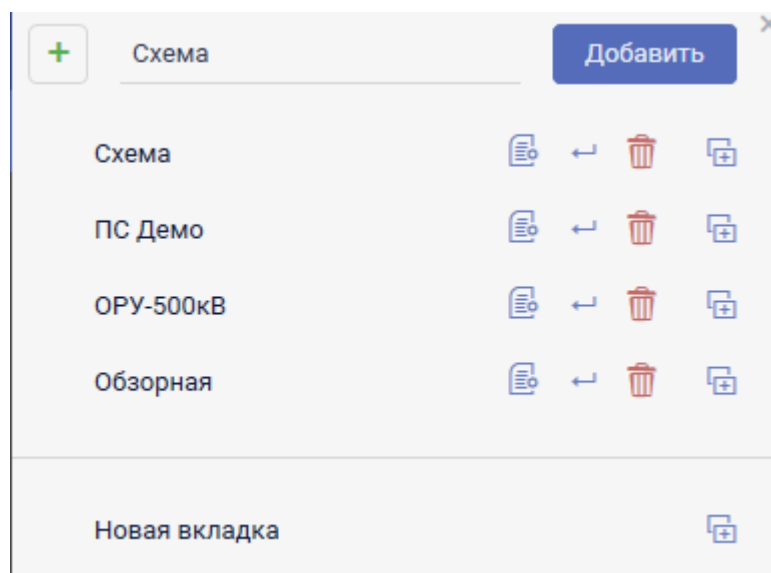 Схема
Добавить
Схема
ПС Демо
ОРУ-500кВ
Обзорная
Новая вкладка